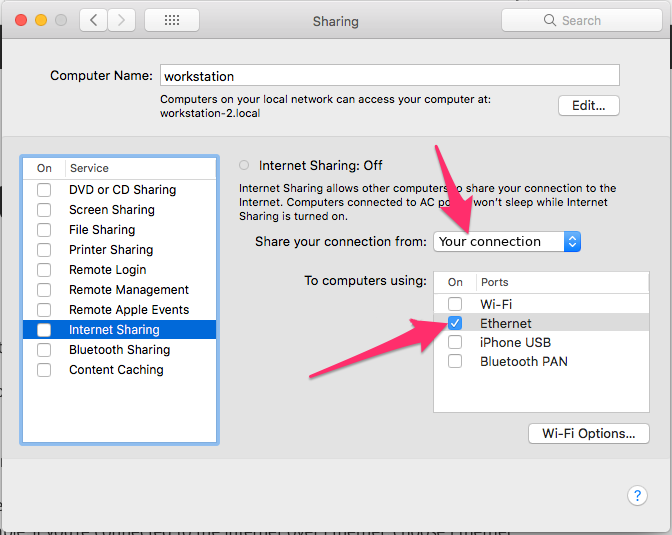 Sharing
Search
Computer Name:
workstation
Computers on your local network can access your computer at:
workstation-2.local
Edit...
On Service
DVD or CD Sharing
Screen Sharing
File Sharing
Printer Sharing
Remote Login
Remote Management
Remote Apple Events
Internet Sharing
Bluetooth Sharing
Content Caching
Internet Sharing: Off
Internet Sharing allows other computers to share your connection to the
Internet. Computers connected to AC won't sleep while Internet
Sharing is turned on.
Share your connection from:
Your connection
To computers using:
On Ports
Wi-Fi
Ethernet
iPhone USB
Bluetooth PAN
Wi-Fi Options...
?